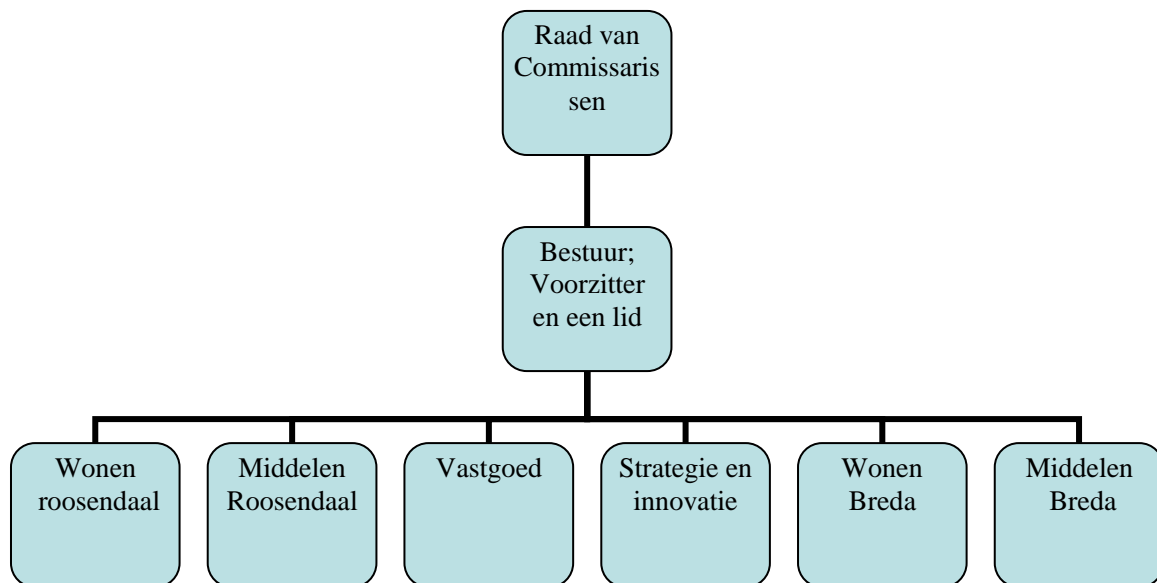 Raad van
Commissaris
sen
Bestuur;
Voorzitter
en een lid
Wonen
roosendaal
Middelen
Roosendaal
Vastgoed
Strategie en
innovatie
Wonen
Breda
Middelen
Breda